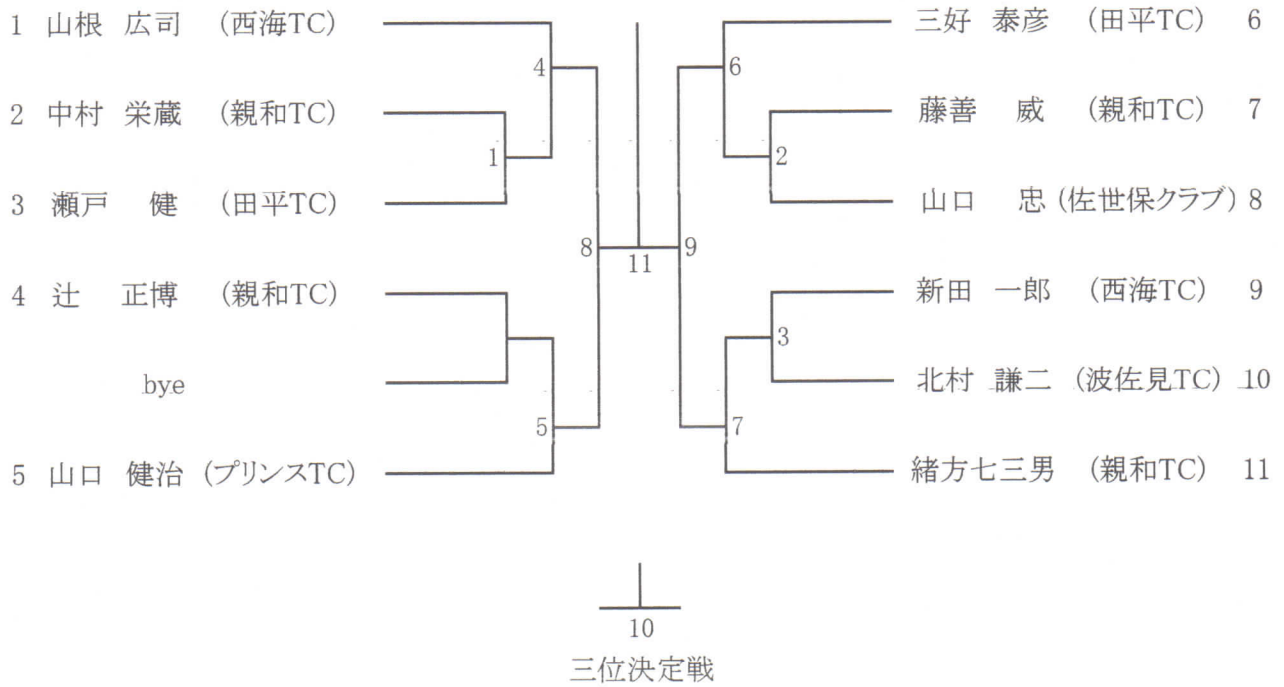 1 山根 広司 (西海TC)
2 中村 栄蔵 (親和TC)
3 瀬戸 健 (田平TC)
4 辻 正博 (親和TC)
bye
5 山口 健治 (プリンスTC)
4
1
8
5
11
6
2
9
3
7
三好 泰彦 (田平TC) 6
藤善 威 (親和TC) 7
山口 忠 (佐世保クラブ) 8
新田 一郎 (西海TC) 9
北村 謙二 (波佐見TC) 10
緒方七三男 (親和TC) 11
10
三位決定戦